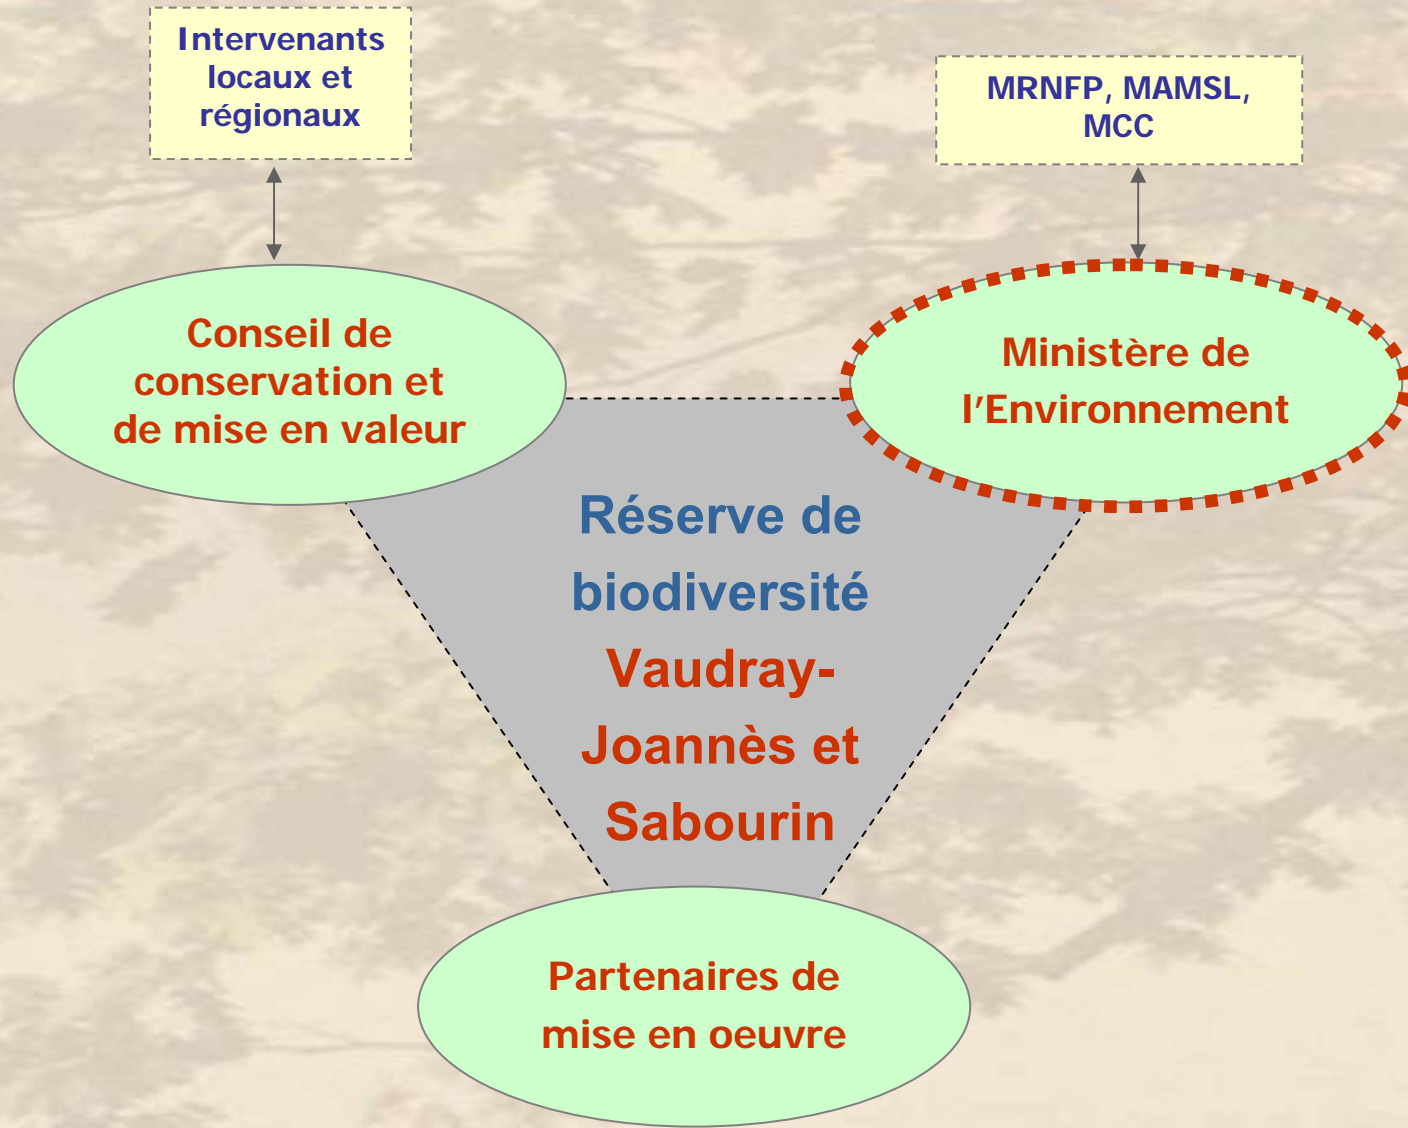 Intervenants
locaux et
régionaux
MRNFP, MAMSL,
MCC
Conseil de
conservation et
de mise en valeur
Ministère de
l'Environnement
Réserve de
biodiversité
Vaudray-
Joannès et
Sabourin
Partenaires de
mise en oeuvre